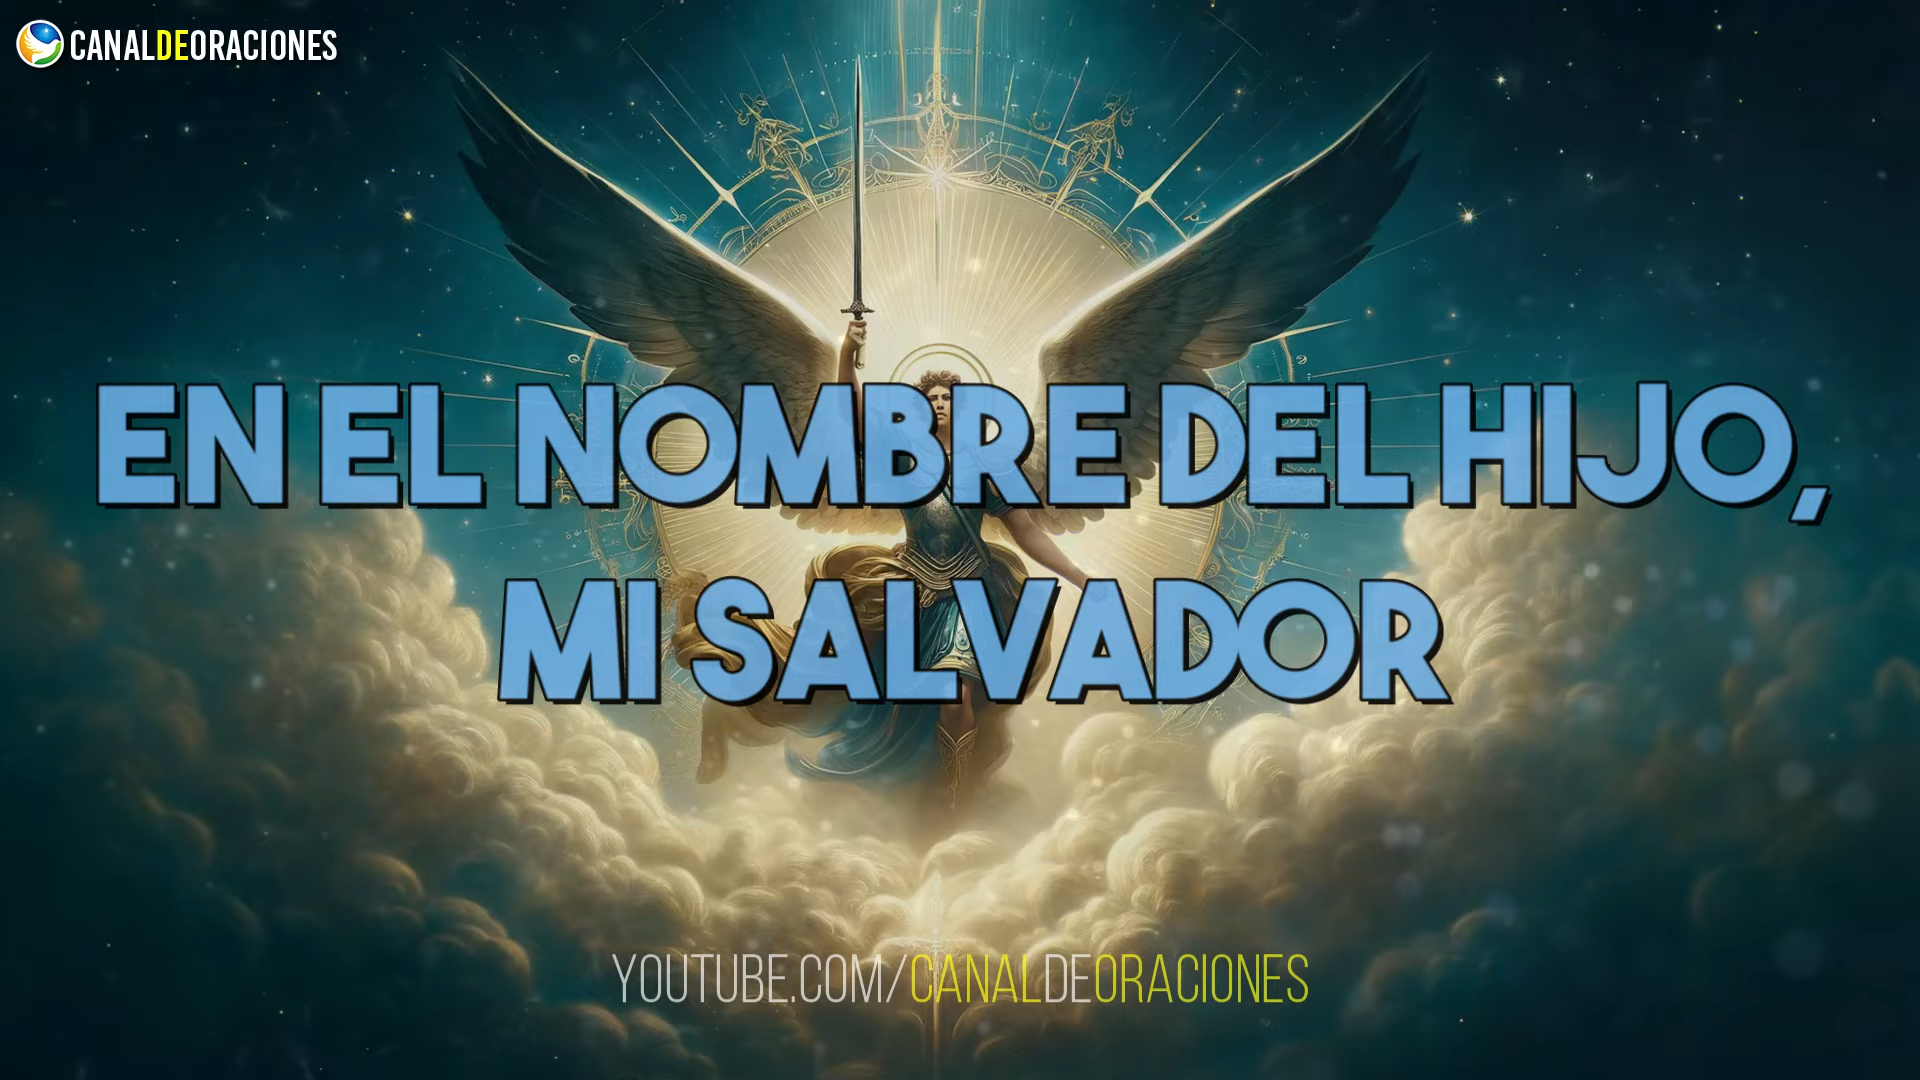 CANALDEORACIONES
EN EL NOMBRE DEL HIJO,
MI SALVADOR
YOUTUBE.COM/CANALDEORACIONES